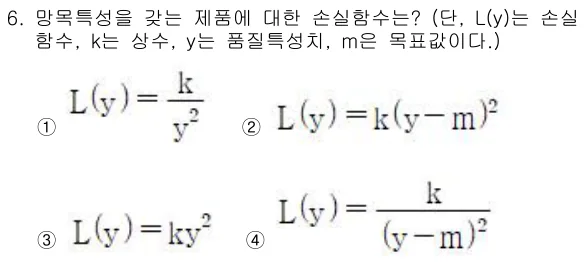 6. 망목특성을 갖는 제품에 대한 손실함수는? (단, L(y)는 손실
함수, k는 상수, y는 품질특성치, m은 목표값이다.)
① L(y)=k/y² ② L(y)=k(y-m)²
③ L(y)=ky² ④ L(y)=k/(y-m)²